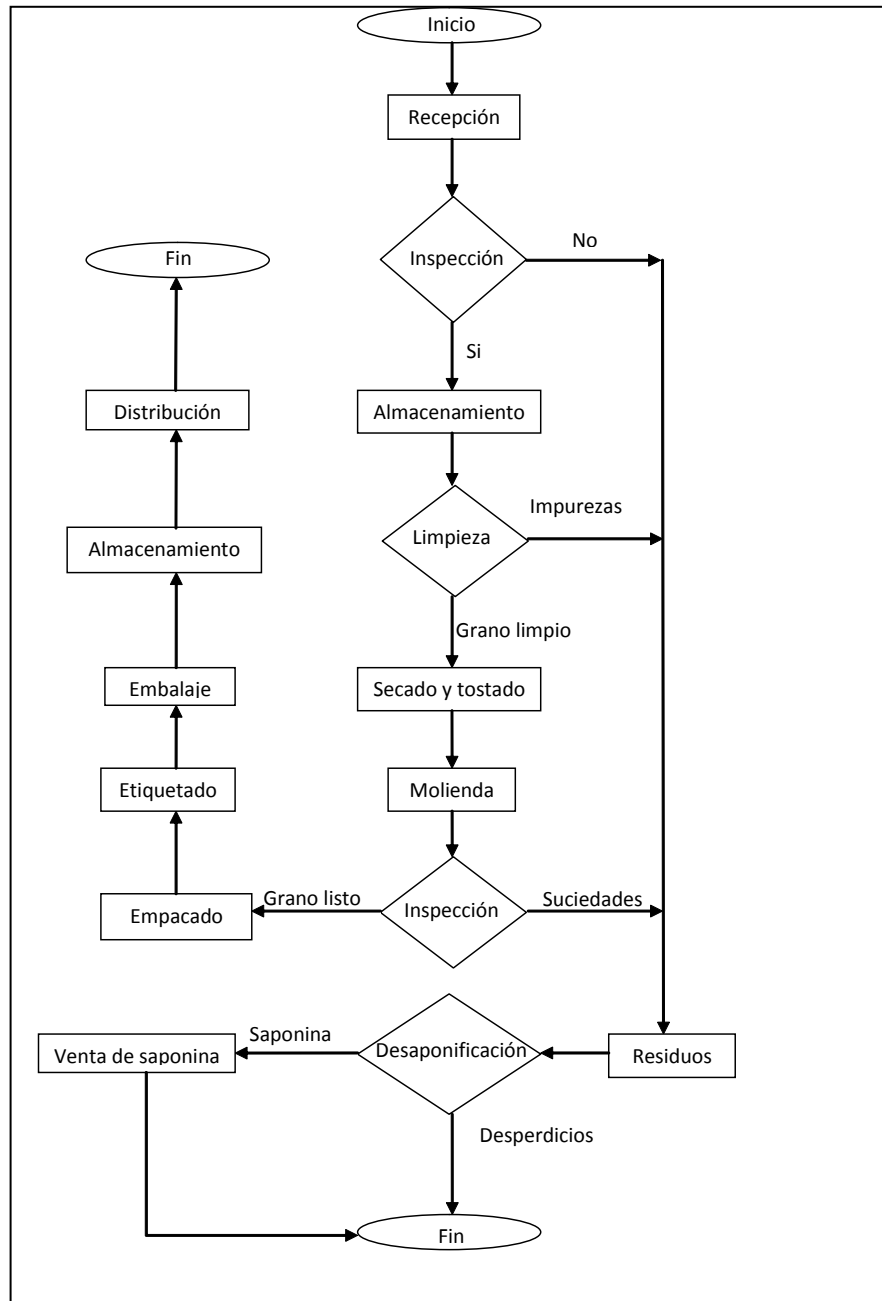 Inicio
Recepción
No
Inspección
Fin
Si
Distribución
Almacenamiento
Impurezas
Limpieza
Almacenamiento
Grano limpio
Secado y tostado
Embalaje
Etiquetado
Molienda
Grano listo
Suciedades
Inspección
Empacado
Saponina
Desaponificación
Venta de saponina
Residuos
Desperdicios
Fin